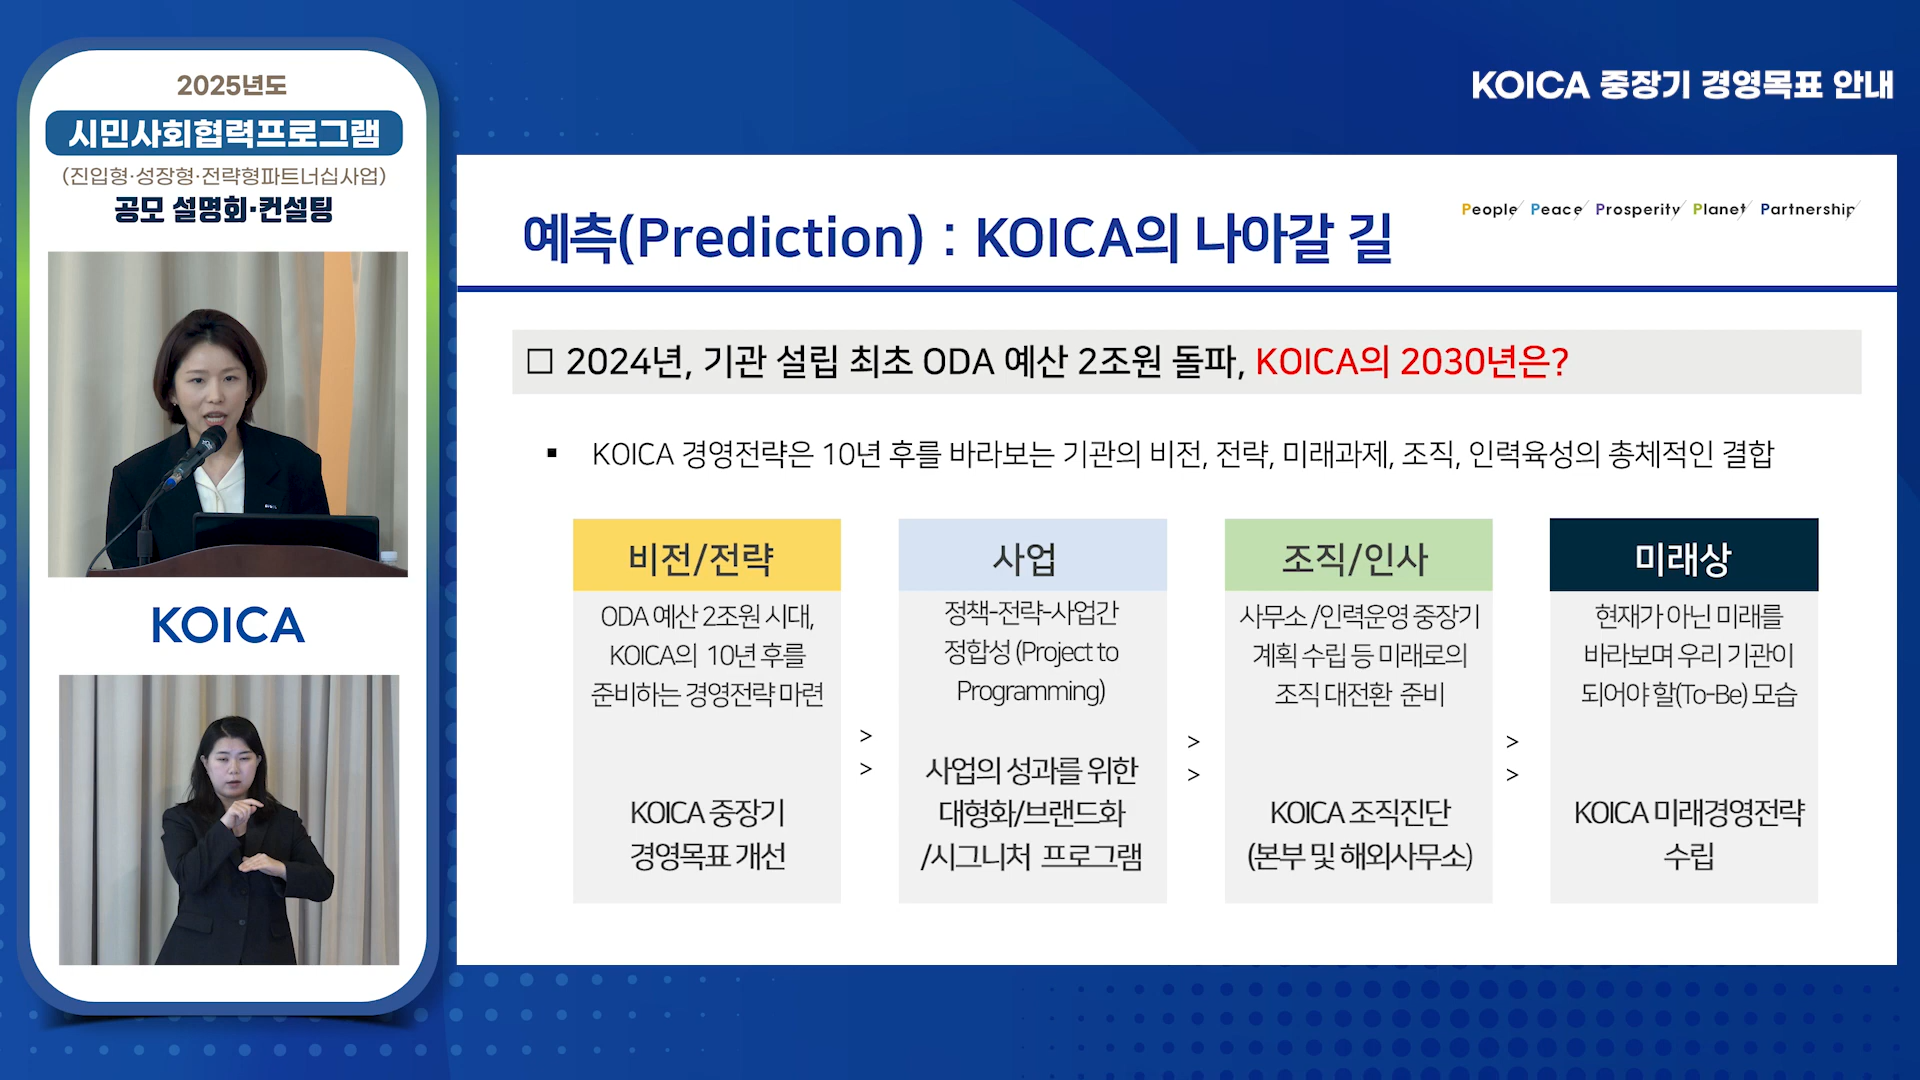 2025년도
시민사회협력프로그램
(진입형·성장형·전략형파트너십사업)
공모 설명회·컨설팅
KOICA
KOICA 중장기 경영목표 안내
People/ Peace/ Prosperity/ Planet/ Partnership/
예측(Prediction) : KOICA의 나아갈 길
□ 2024년, 기관 설립 최초 ODA 예산 2조원 돌파, KOICA의 2030년은?
▪ KOICA 경영전략은 10년 후를 바라보는 기관의 비전, 전략, 미래과제, 조직, 인력육성의 총체적인 결합
비전/전략
ODA 예산 2조원 시대,
KOICA의 10년 후를
준비하는 경영전략 마련
KOICA 중장기
경영목표 개선
>
>
사업
정책-전략-사업간
정합성 (Project to
Programming)
사업의 성과를 위한
대형화/브랜드화
/시그니처 프로그램
>
>
조직/인사
사무소 /인력운영 중장기
계획 수립 등 미래로의
조직 대전환 준비
KOICA 조직진단
(본부 및 해외사무소)
>
>
미래상
현재가 아닌 미래를
바라보며 우리 기관이
되어야 할(To-Be) 모습
KOICA 미래경영전략
수립